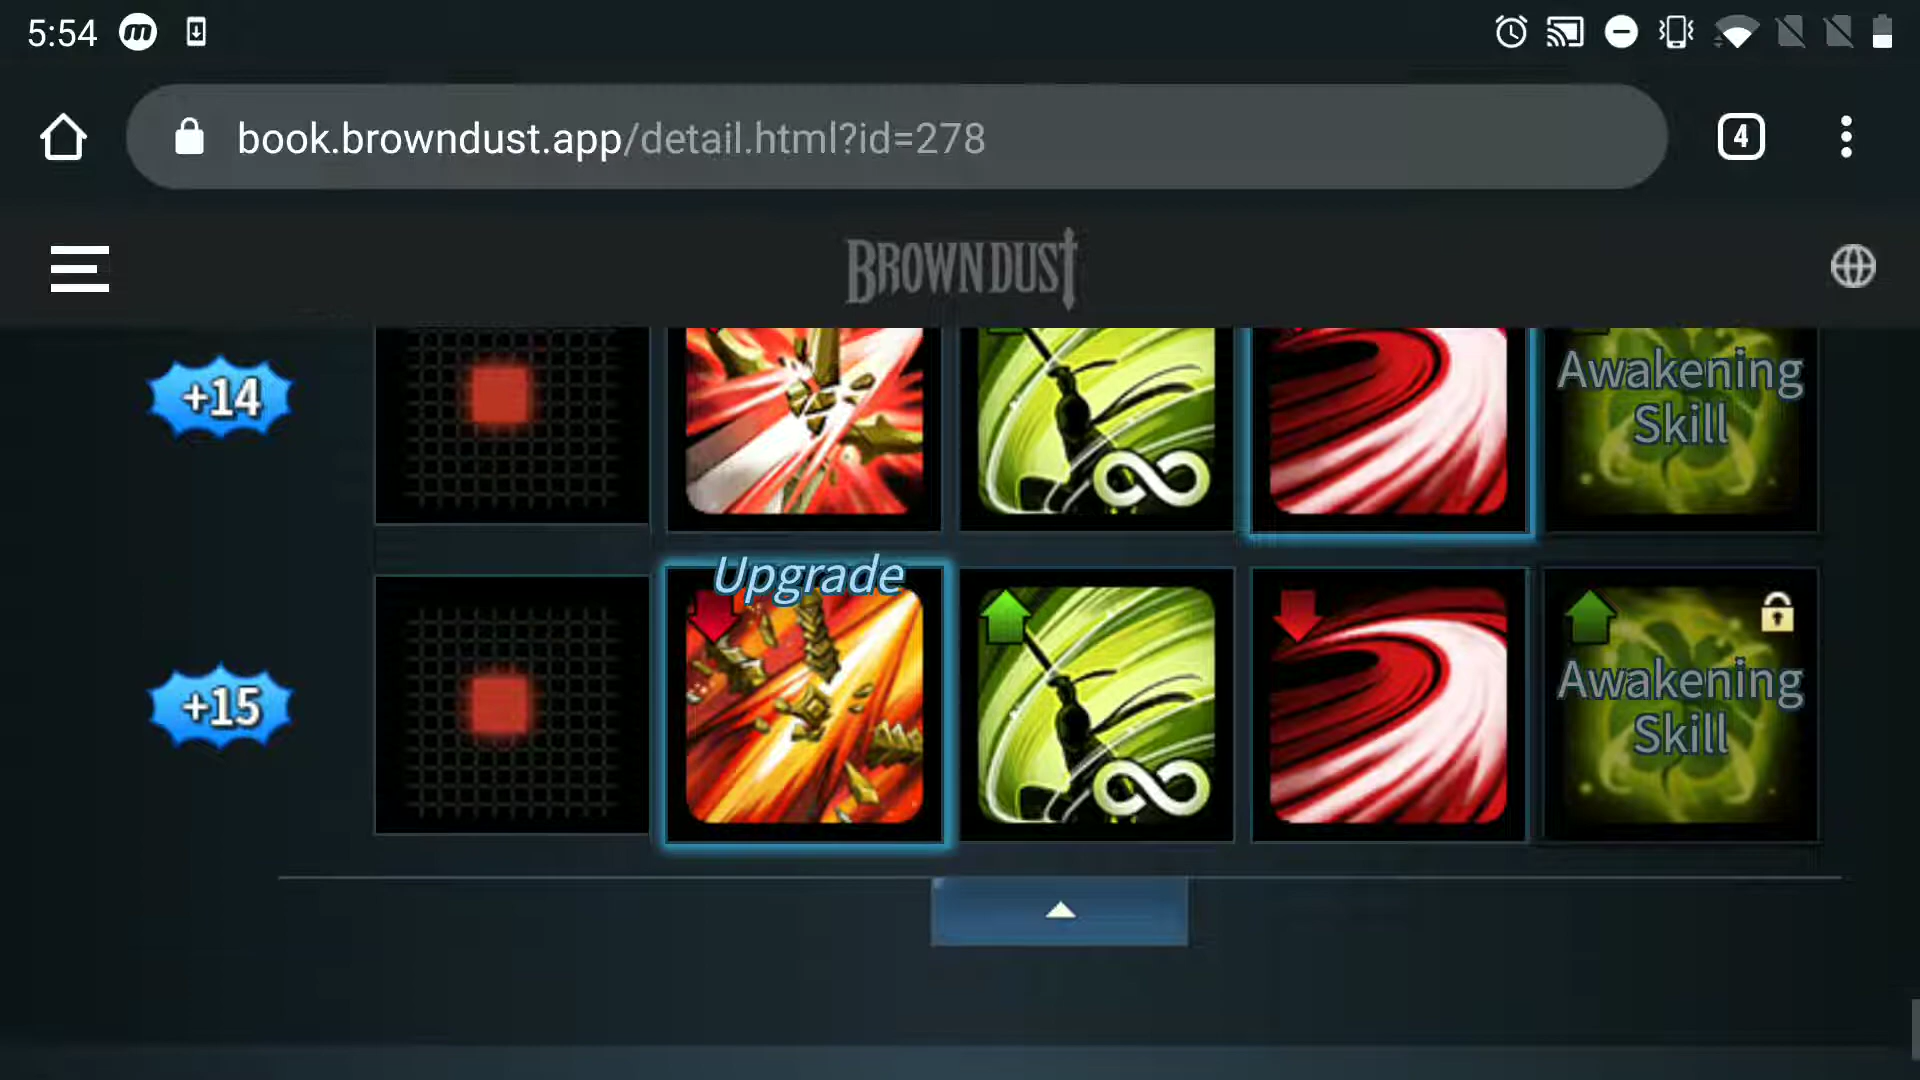 5:54
book.browndust.app/detail.html?id=278
4
BROWNDUST
+14
Awakening
Skill
Upgrade
+15
Awakening
Skill